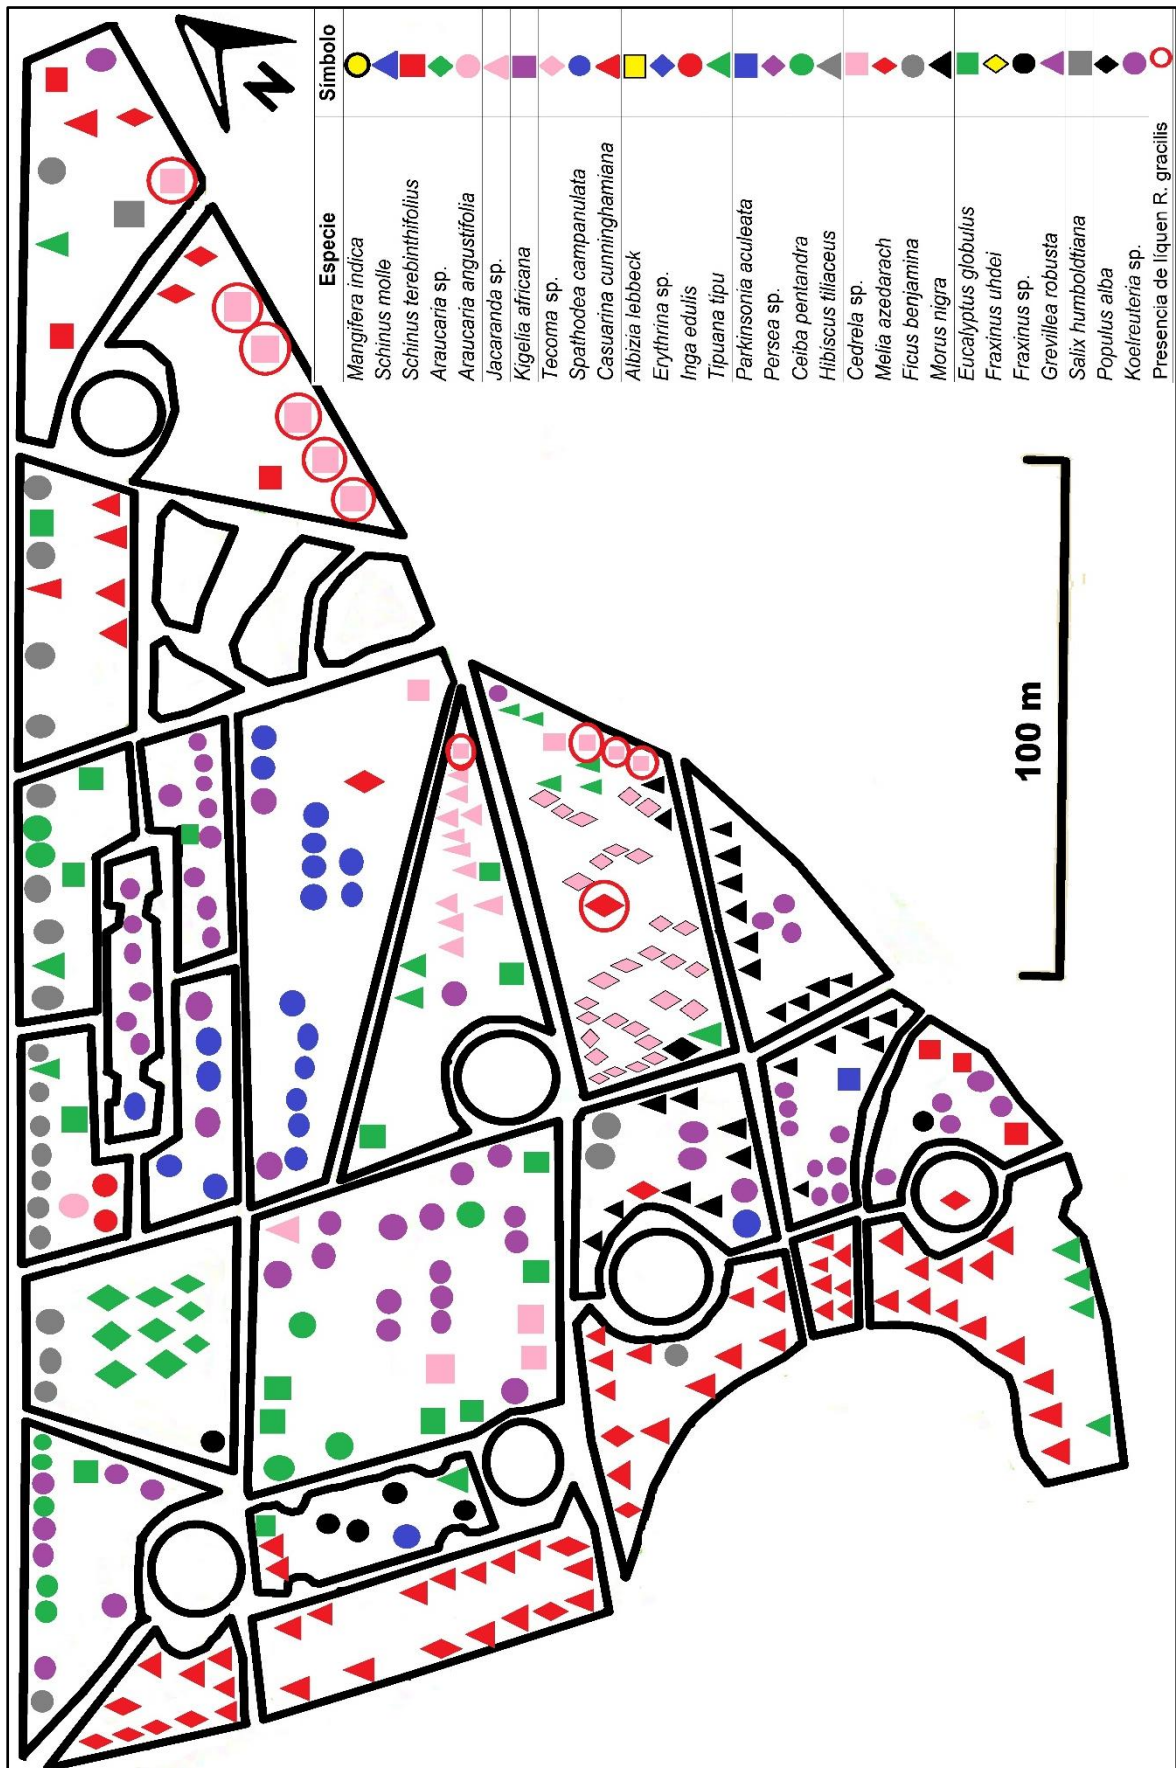 N
Especie Símbolo
Mangifera indica
Schinus molle
Schinus terebinthifolius
Araucaria sp.
Araucaria angustifolia
Jacaranda sp.
Kigelia africana
Tecoma sp.
Spathodea campanulata
Casuarina cunninghamiana
Albizia lebbeck
Erythrina sp.
Inga edulis
Tipuana tipu
Parkinsonia aculeata
Persea sp.
Ceiba pentandra
Hibiscus tiliaceus
Cedrela sp.
Melia azedarach
Ficus benjamina
Morus nigra
Eucalyptus globulus
Fraxinus uhdei
Fraxinus sp.
Grevillea robusta
Salix humboldtiana
Populus alba
Koelreuteria sp.
Presencia de líquen R. gracilis
100 m